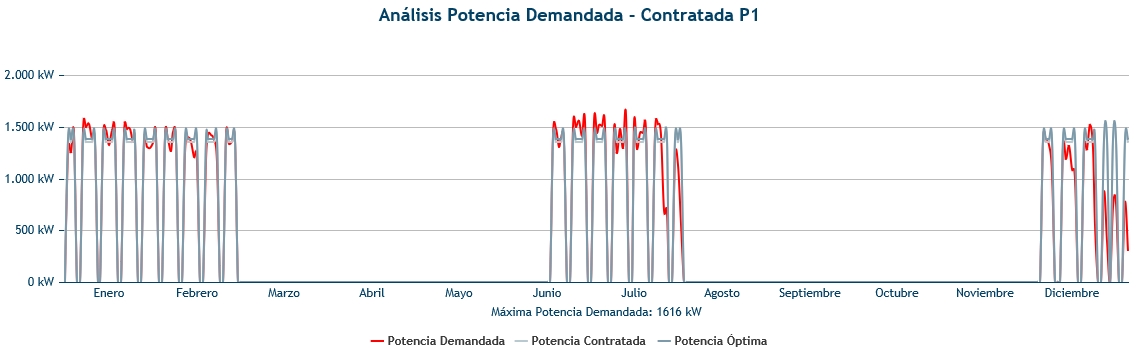 Análisis Potencia Demandada - Contratada P1
2.000 kW
1.500 kW
1.000 kW
500 kW
0 kW
Enero Febrero Marzo Abril Mayo Junio Julio Agosto Septiembre Octubre Noviembre Diciembre
Máxima Potencia Demandada: 1616 kW
Potencia Demandada Potencia Contratada Potencia Óptima